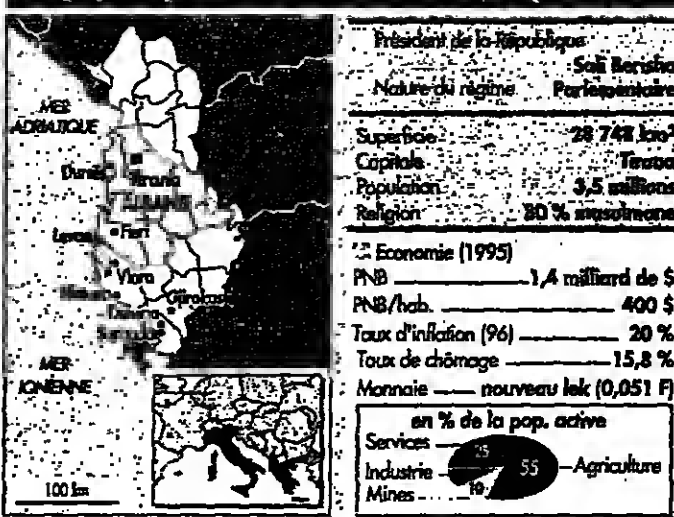 MER
ADRIATIQUE
Durrës
Tirana
ALBANIE
Fieri
Vlora
Gjirokastr
Delvina
Saranda
MER
IONIENNE
100 km
Président de la République
Sali Berisha
Nature du régime Parlementaire
Superficie 28 748 km²
Capitale Tirana
Population 3,5 millions
Religion 80 % musulmane
Economie (1995)
PNB 1,4 milliard de $
PNB/hab. 400 $
Taux d'inflation (96) 20 %
Taux de chômage 15,8 %
Monnaie nouveau lek (0,051 F)
en % de la pop. active
Services 25
Industrie 55 Agriculture
Mines